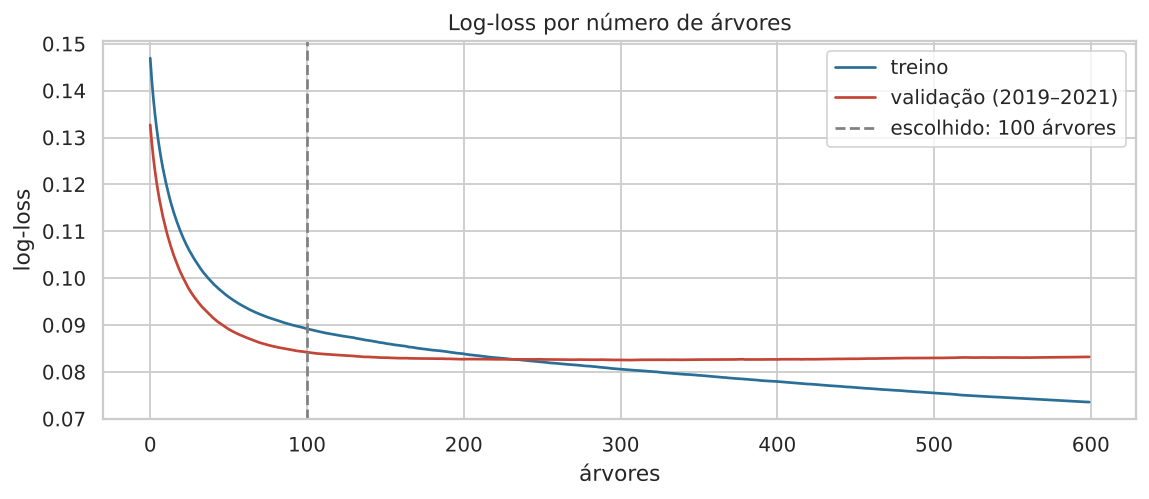 Log-loss por número de árvores
0.15
0.14
0.13
0.12
0.11
0.10
0.09
0.08
0.07
log-loss
treino
validação (2019–2021)
escolhido: 100 árvores
0
100
200
300
400
500
600
árvores